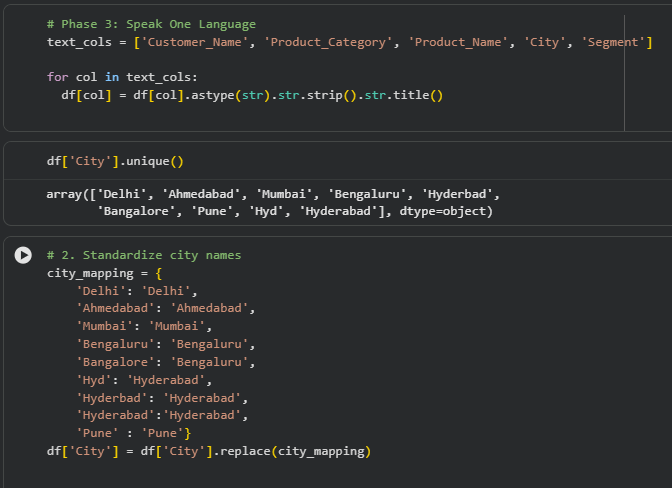 # Phase 3: Speak One Language
text_cols = ['Customer_Name', 'Product_Category', 'Product_Name', 'City', 'Segment']
for col in text_cols:
df[col] = df[col].astype(str).str.strip().str.title()
df['City'].unique()
array(['Delhi', 'Ahmedabad', 'Mumbai', 'Bengaluru', 'Hyderbad',
'Bangalore', 'Pune', 'Hyd', 'Hyderabad'], dtype=object)
# 2. Standardize city names
city_mapping = {
'Delhi': 'Delhi',
'Ahmedabad': 'Ahmedabad',
'Mumbai': 'Mumbai',
'Bengaluru': 'Bengaluru',
'Bangalore': 'Bengaluru',
'Hyd': 'Hyderabad',
'Hyderbad': 'Hyderabad',
'Hyderabad':'Hyderabad',
'Pune' : 'Pune'}
df['City'] = df['City'].replace(city_mapping)